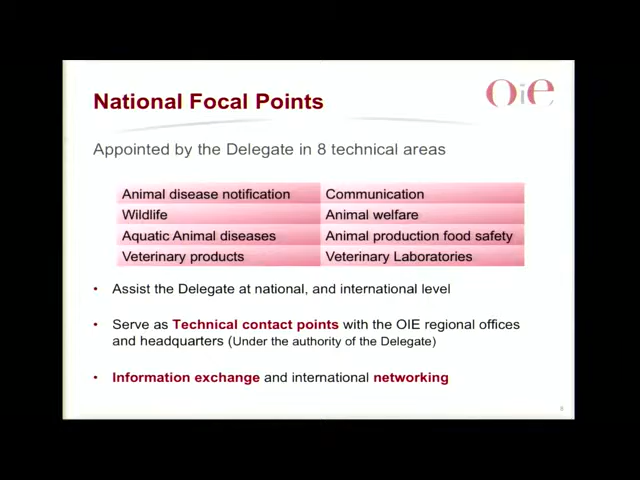 National Focal Points
OiE
Appointed by the Delegate in 8 technical areas
Animal disease notification Communication
Wildlife Animal welfare
Aquatic Animal diseases Animal production food safety
Veterinary products Veterinary Laboratories
• Assist the Delegate at national, and international level
• Serve as Technical contact points with the OIE regional offices
and headquarters (Under the authority of the Delegate)
• Information exchange and international networking